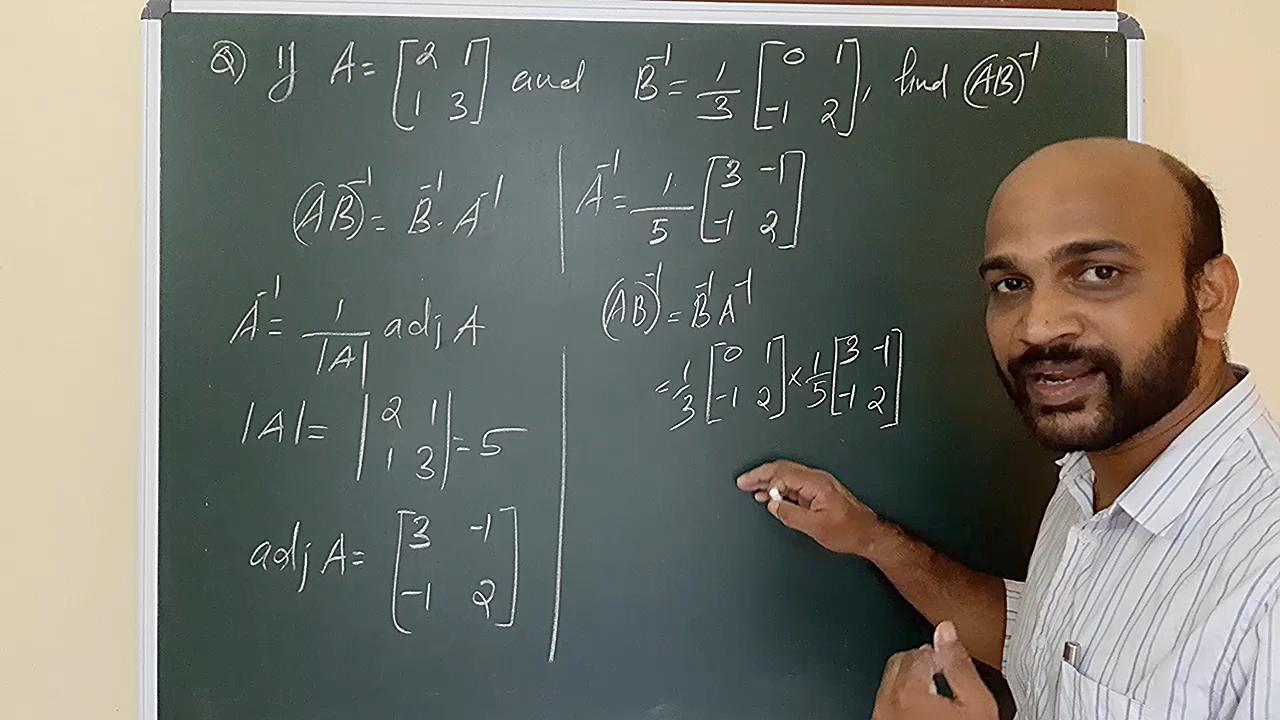 Q) If A = [2 1 1 3] and B⁻¹ = 1/3 [0 1 -1 2], find (AB)⁻¹
(AB)⁻¹ = B⁻¹. A⁻¹
A⁻¹ = 1/|A| adj A
|A| = |2 1 1 3| = 5
adj A = [3 -1 -1 2]
A⁻¹ = 1/5 [3 -1 -1 2]
(AB)⁻¹ = B⁻¹ A⁻¹
= 1/3 [0 1 -1 2] × 1/5 [3 -1 -1 2]